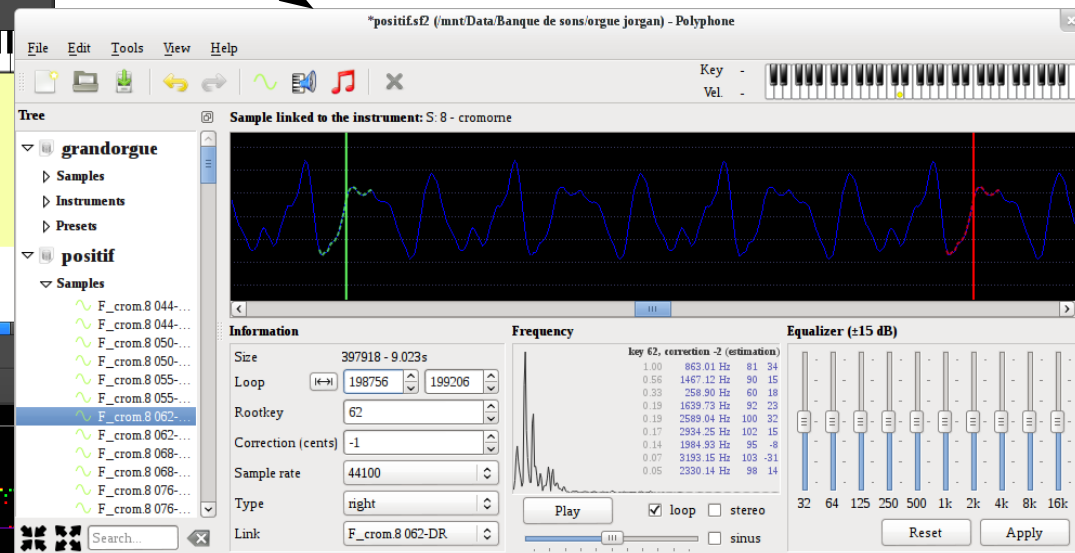 *positif.sf2 (/mnt/Data/Banque de sons/orgue jorgan) - Polyphone
File Edit Tools View Help
Key -
Vel. -
Tree
Sample linked to the instrument: S: 8 - cromorne
grandorgue
Samples
Instruments
Presets
positif
Samples
F_crom.8 044-...
F_crom.8 044-...
F_crom.8 050-...
F_crom.8 050-...
F_crom.8 055-...
F_crom.8 055-...
F_crom.8 062-...
F_crom.8 062-...
F_crom.8 068-...
F_crom.8 068-...
F_crom.8 076-...
F_crom.8 076-...
Search...
Information
Size 397918 - 9.023s
Loop 198756 199206
Rootkey 62
Correction (cents) -1
Sample rate 44100
Type right
Link F_crom.8 062-DR
Frequency
key 62, correction -2 (estimation)
1.00 863.01 Hz 81 34
0.56 1467.12 Hz 90 15
0.33 258.90 Hz 60 18
0.19 1639.73 Hz 92 23
0.19 2589.04 Hz 100 32
0.17 2934.25 Hz 102 15
0.14 1984.93 Hz 95 -8
0.07 3193.15 Hz 103 -31
0.05 2330.14 Hz 98 14
Play loop stereo
sinus
Equalizer (±15 dB)
32 64 125 250 500 1k 2k 4k 8k 16k
Reset Apply